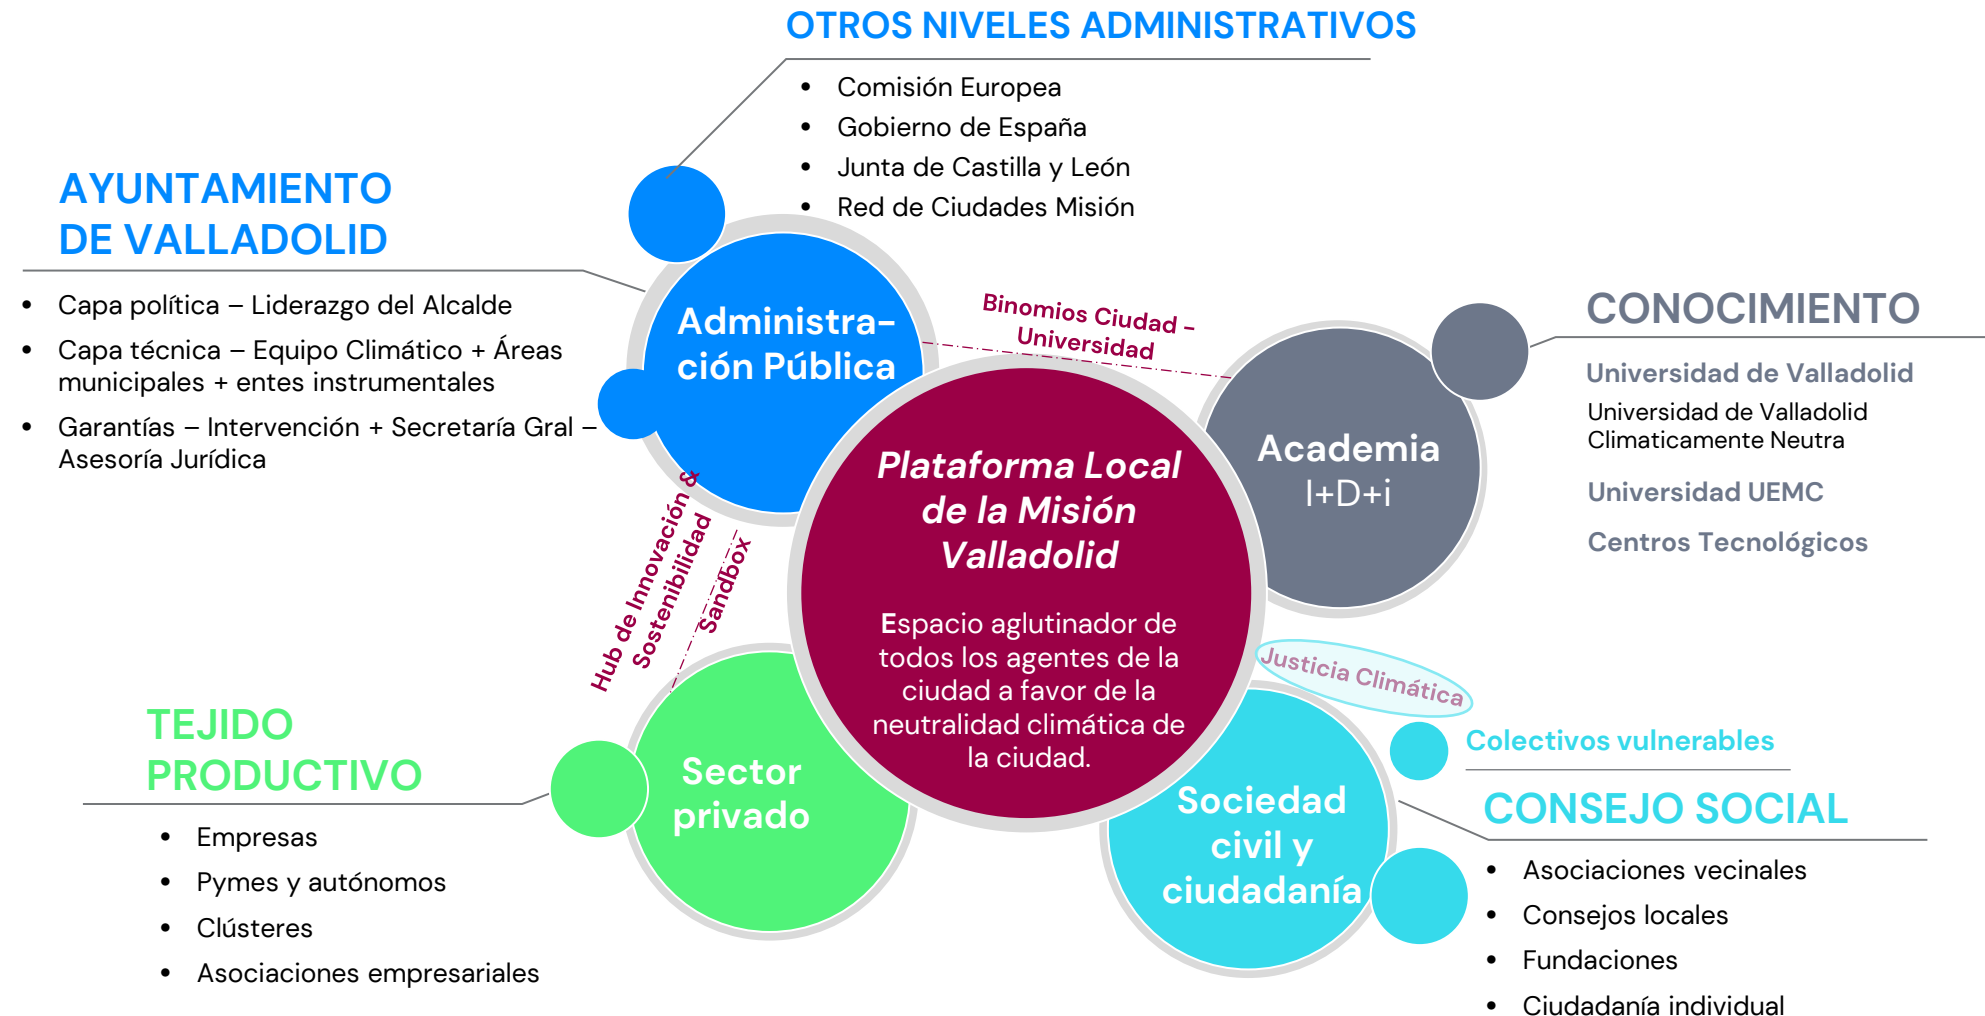 OTROS NIVELES ADMINISTRATIVOS
• Comisión Europea
• Gobierno de España
• Junta de Castilla y León
• Red de Ciudades Misión
AYUNTAMIENTO
DE VALLADOLID
• Capa política – Liderazgo del Alcalde
• Capa técnica – Equipo Climático + Áreas
municipales + entes instrumentales
• Garantías – Intervención + Secretaría Gral –
Asesoría Jurídica
Administra-
ción Pública
Binomios Ciudad -
Universidad
CONOCIMIENTO
Universidad de Valladolid
Universidad de Valladolid
Climaticamente Neutra
Universidad UEMC
Centros Tecnológicos
Academia
I+D+i
Plataforma Local
de la Misión
Valladolid
Espacio aglutinador de
todos los agentes de la
ciudad a favor de la
neutralidad climática de
la ciudad.
Hub de Innovación &
Sostenibilidad
Sandbox
Justicia Climática
Colectivos vulnerables
TEJIDO
PRODUCTIVO
• Empresas
• Pymes y autónomos
• Clústeres
• Asociaciones empresariales
Sector
privado
Sociedad
civil y
ciudadanía
CONSEJO SOCIAL
• Asociaciones vecinales
• Consejos locales
• Fundaciones
• Ciudadanía individual